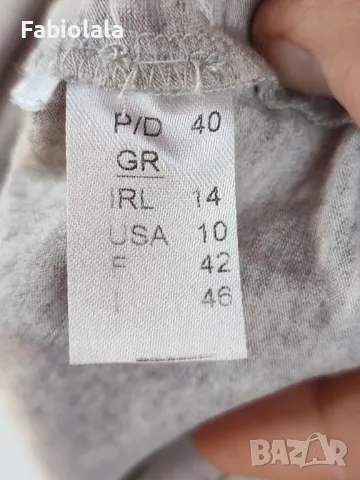 Fabiolala
P/D 40
GR
IRL 14
USA 10
F 42
I 46
BAZAR